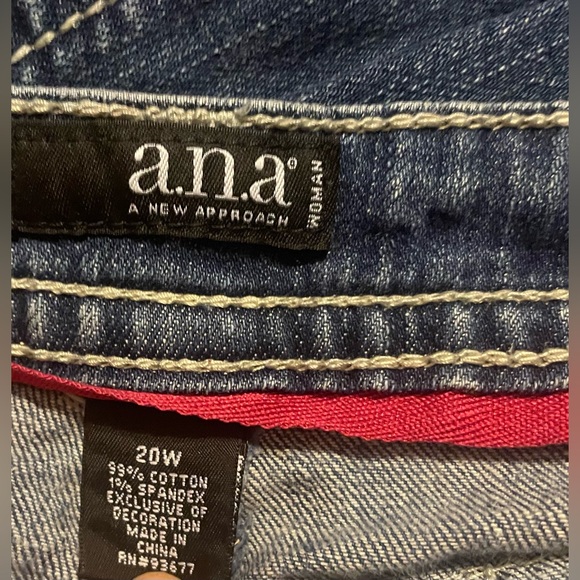 a.n.a®
A NEW APPROACH
WOMAN
20W
99% COTTON
1% SPANDEX
EXCLUSIVE OF
DECORATION
MADE IN
CHINA
RN#93677